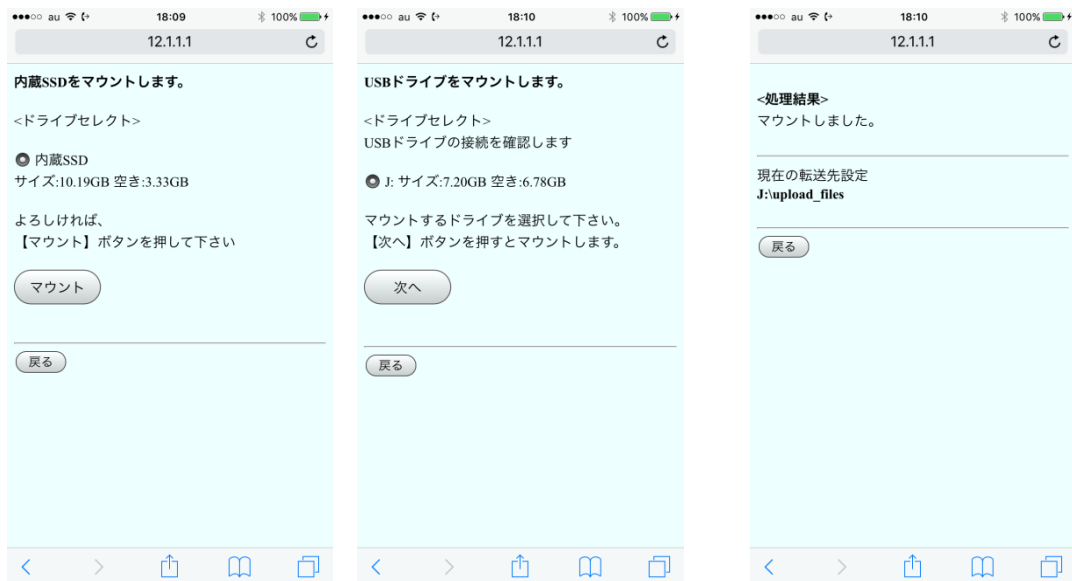 au 18:09 100%
12.1.1.1
内蔵SSDをマウントします。
<ドライブセレクト>
内蔵SSD
サイズ:10.19GB 空き:3.33GB
よろしければ、
【マウント】ボタンを押して下さい
マウント
戻る
au 18:10 100%
12.1.1.1
USBドライブをマウントします。
<ドライブセレクト>
USBドライブの接続を確認します
J: サイズ:7.20GB 空き:6.78GB
マウントするドライブを選択して下さい。
【次へ】ボタンを押すとマウントします。
次へ
戻る
au 18:10 100%
12.1.1.1
<処理結果>
マウントしました。
現在の転送先設定
J:\upload_files
戻る